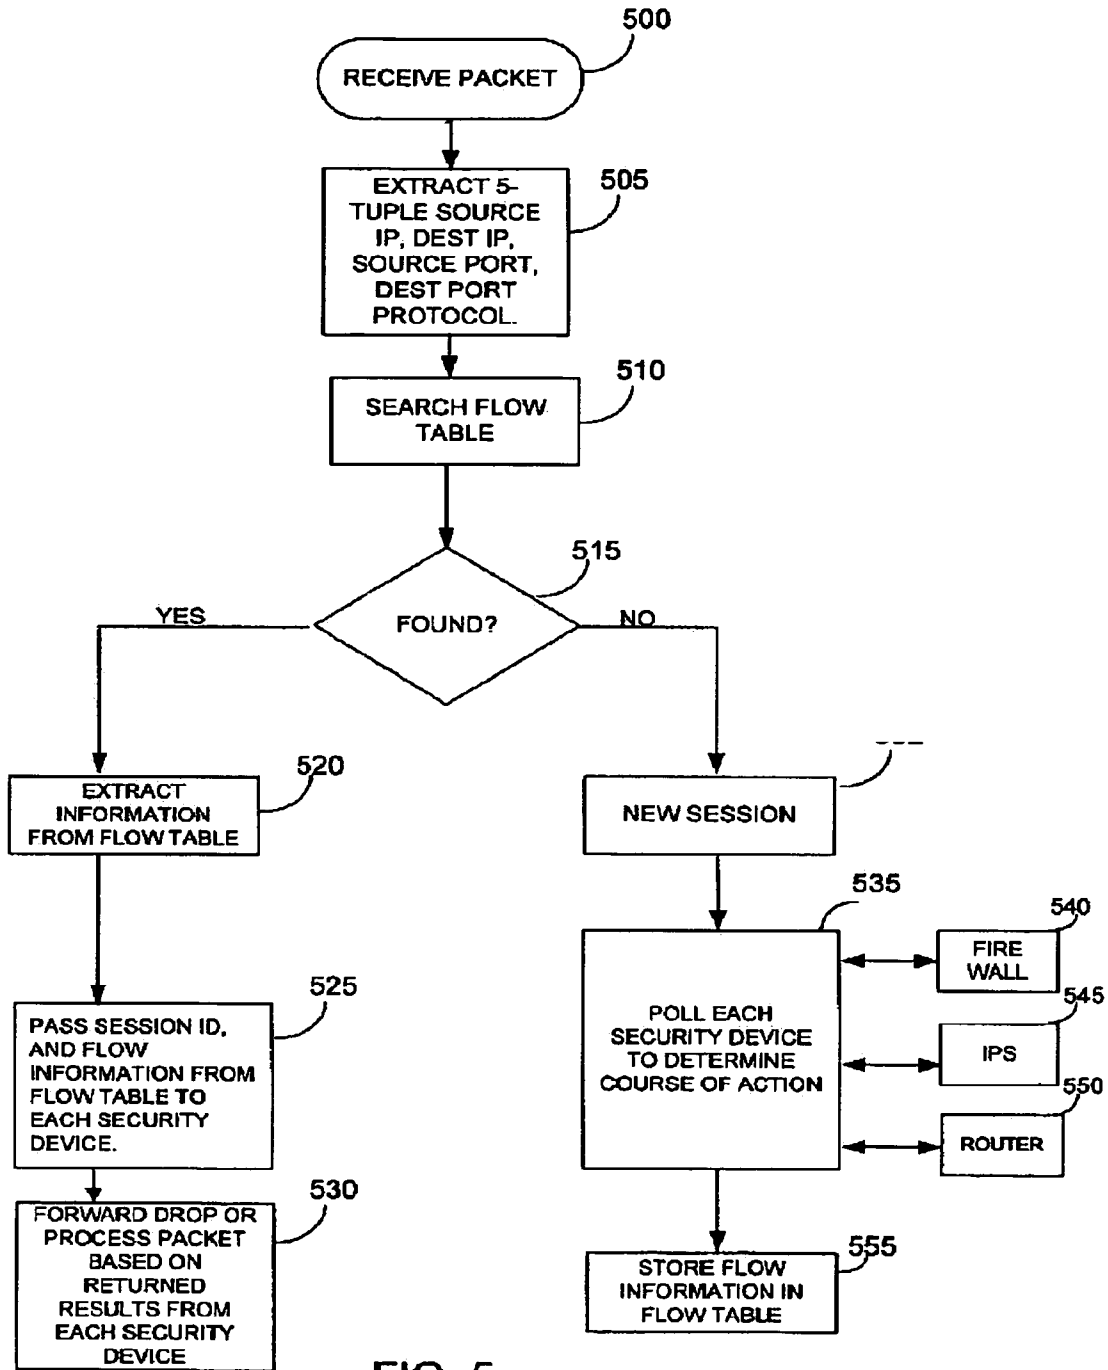 500
RECEIVE PACKET
505
EXTRACT 5-
TUPLE SOURCE
IP, DEST IP,
SOURCE PORT,
DEST PORT
PROTOCOL.
510
SEARCH FLOW
TABLE
515
FOUND?
YES
NO
520
EXTRACT
INFORMATION
FROM FLOW TABLE
NEW SESSION
525
PASS SESSION ID,
AND FLOW
INFORMATION FROM
FLOW TABLE TO
EACH SECURITY
DEVICE.
530
FORWARD DROP OR
PROCESS PACKET
BASED ON
RETURNED
RESULTS FROM
EACH SECURITY
DEVICE
535
POLL EACH
SECURITY DEVICE
TO DETERMINE
COURSE OF ACTION
540
FIRE
WALL
545
IPS
550
ROUTER
555
STORE FLOW
INFORMATION IN
FLOW TABLE